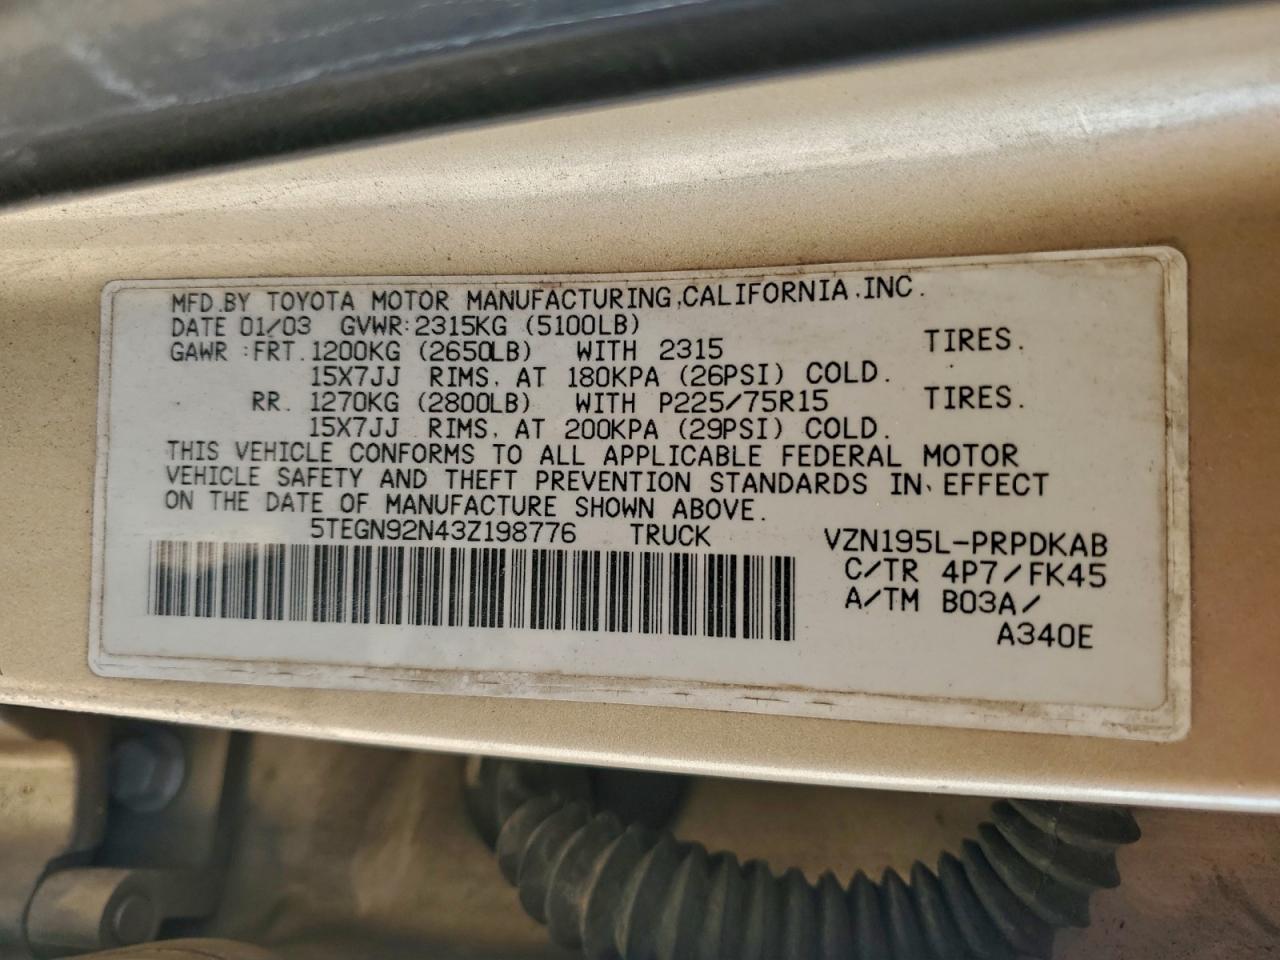 MFD.BY TOYOTA MOTOR MANUFACTURING,CALIFORNIA.INC.
DATE 01/03 GVWR:2315KG (5100LB)
GAWR :FRT.1200KG (2650LB) WITH 2315 TIRES.
15X7JJ RIMS, AT 180KPA (26PSI) COLD.
RR. 1270KG (2800LB) WITH P225/75R15 TIRES.
15X7JJ RIMS, AT 200KPA (29PSI) COLD.
THIS VEHICLE CONFORMS TO ALL APPLICABLE FEDERAL MOTOR
VEHICLE SAFETY AND THEFT PREVENTION STANDARDS IN EFFECT
ON THE DATE OF MANUFACTURE SHOWN ABOVE.
5TEGN92N43Z198776 TRUCK VZN195L-PRPDKAB
C/TR 4P7/FK45
A/TM B03A/
A340E